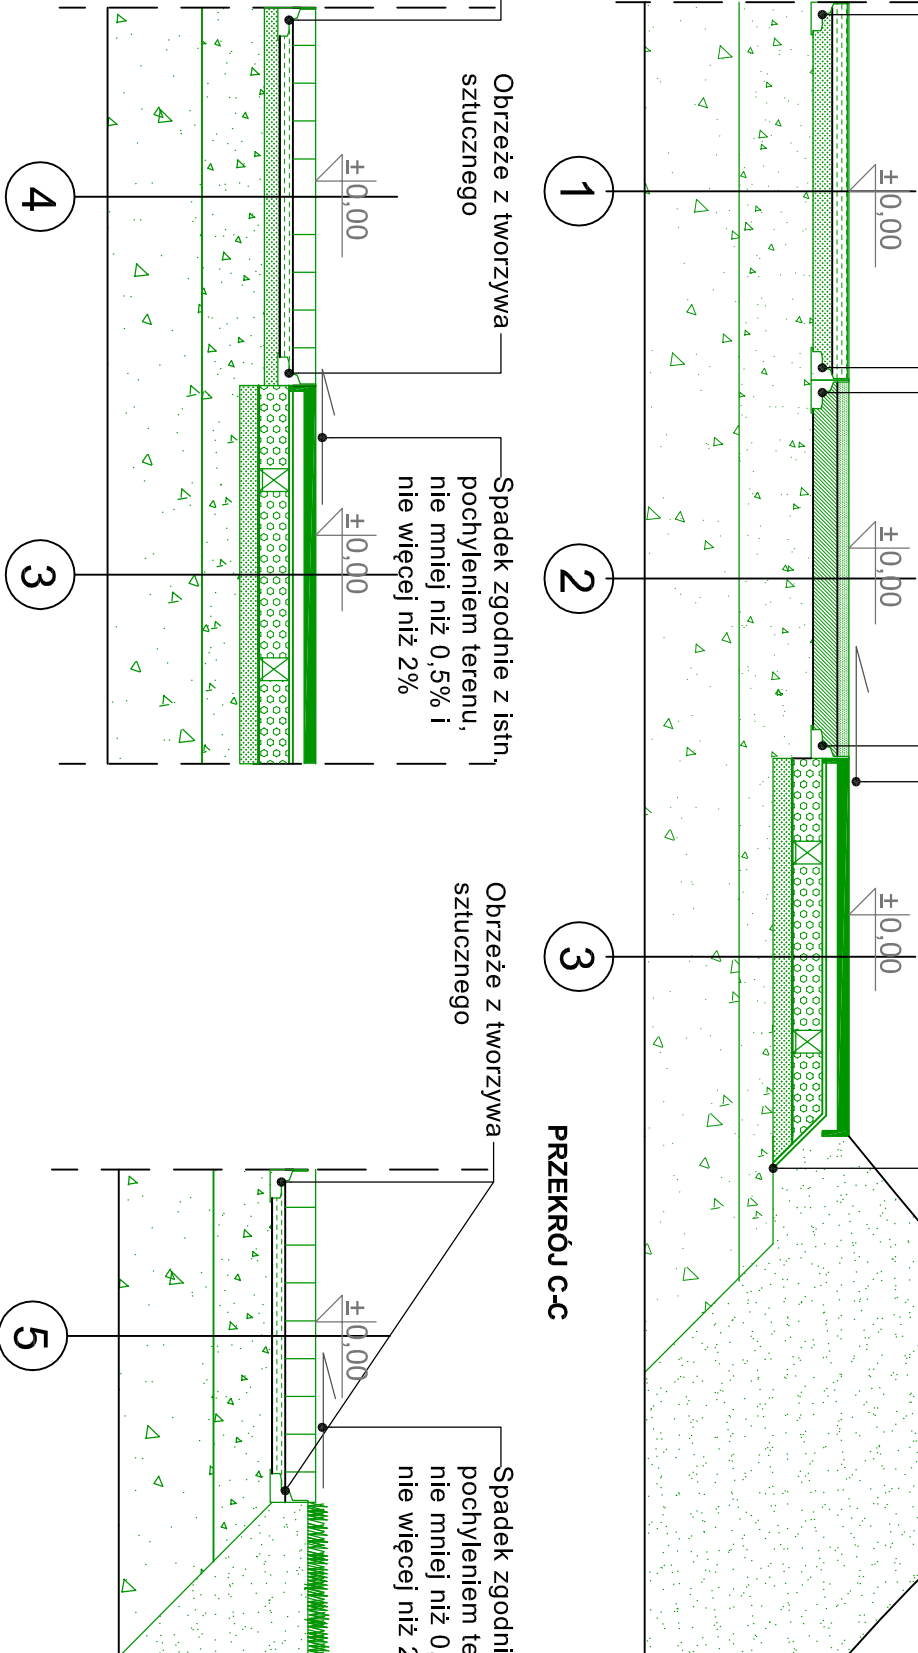 ±0,00
±0,00
±0,00
1
2
3
PRZEKRÓJ C-C
Obrzeże z tworzywa
sztucznego
Spadek zgodnie z istn.
pochyleniem terenu,
nie mniej niż 0,5% i
nie więcej niż 2%
±0,00
±0,00
4
3
Obrzeże z tworzywa
sztucznego
Spadek zgodni
pochyleniem te
nie mniej niż 0,
nie więcej niż 2
±0,00
5